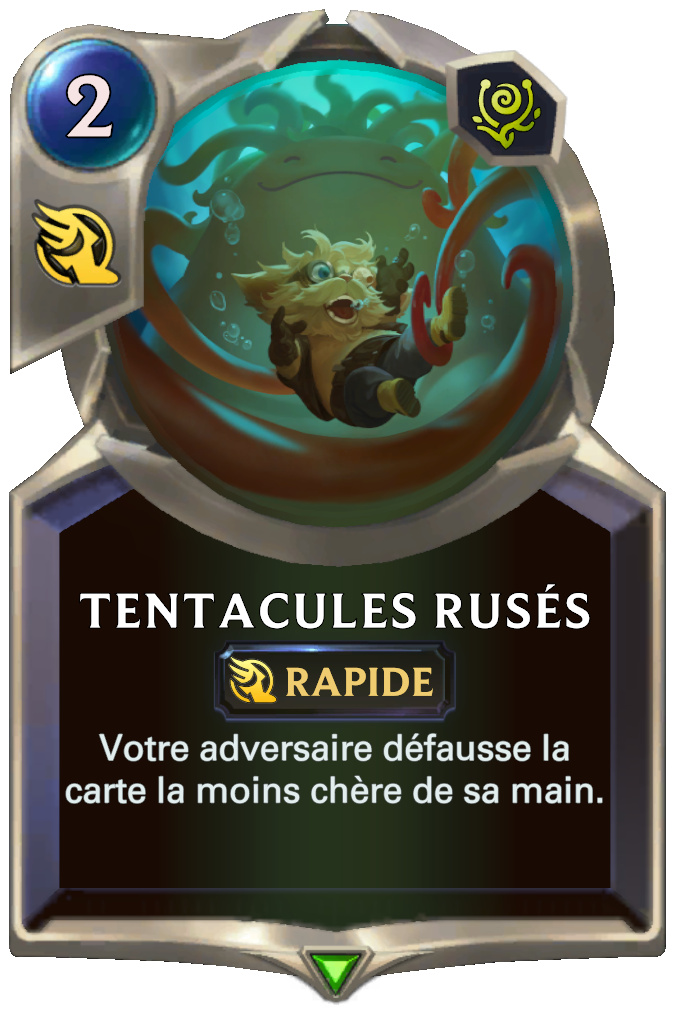 2
TENTACULES RUSÉS
RAPIDE
Votre adversaire défausse la
carte la moins chère de sa main.